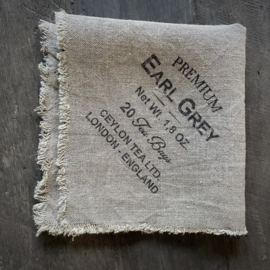 PREMIUM
EARL GREY
NET WT. 1.8 OZ.
20 Tea Bags
CEYLON TEA LTD.
LONDON · ENGLAND